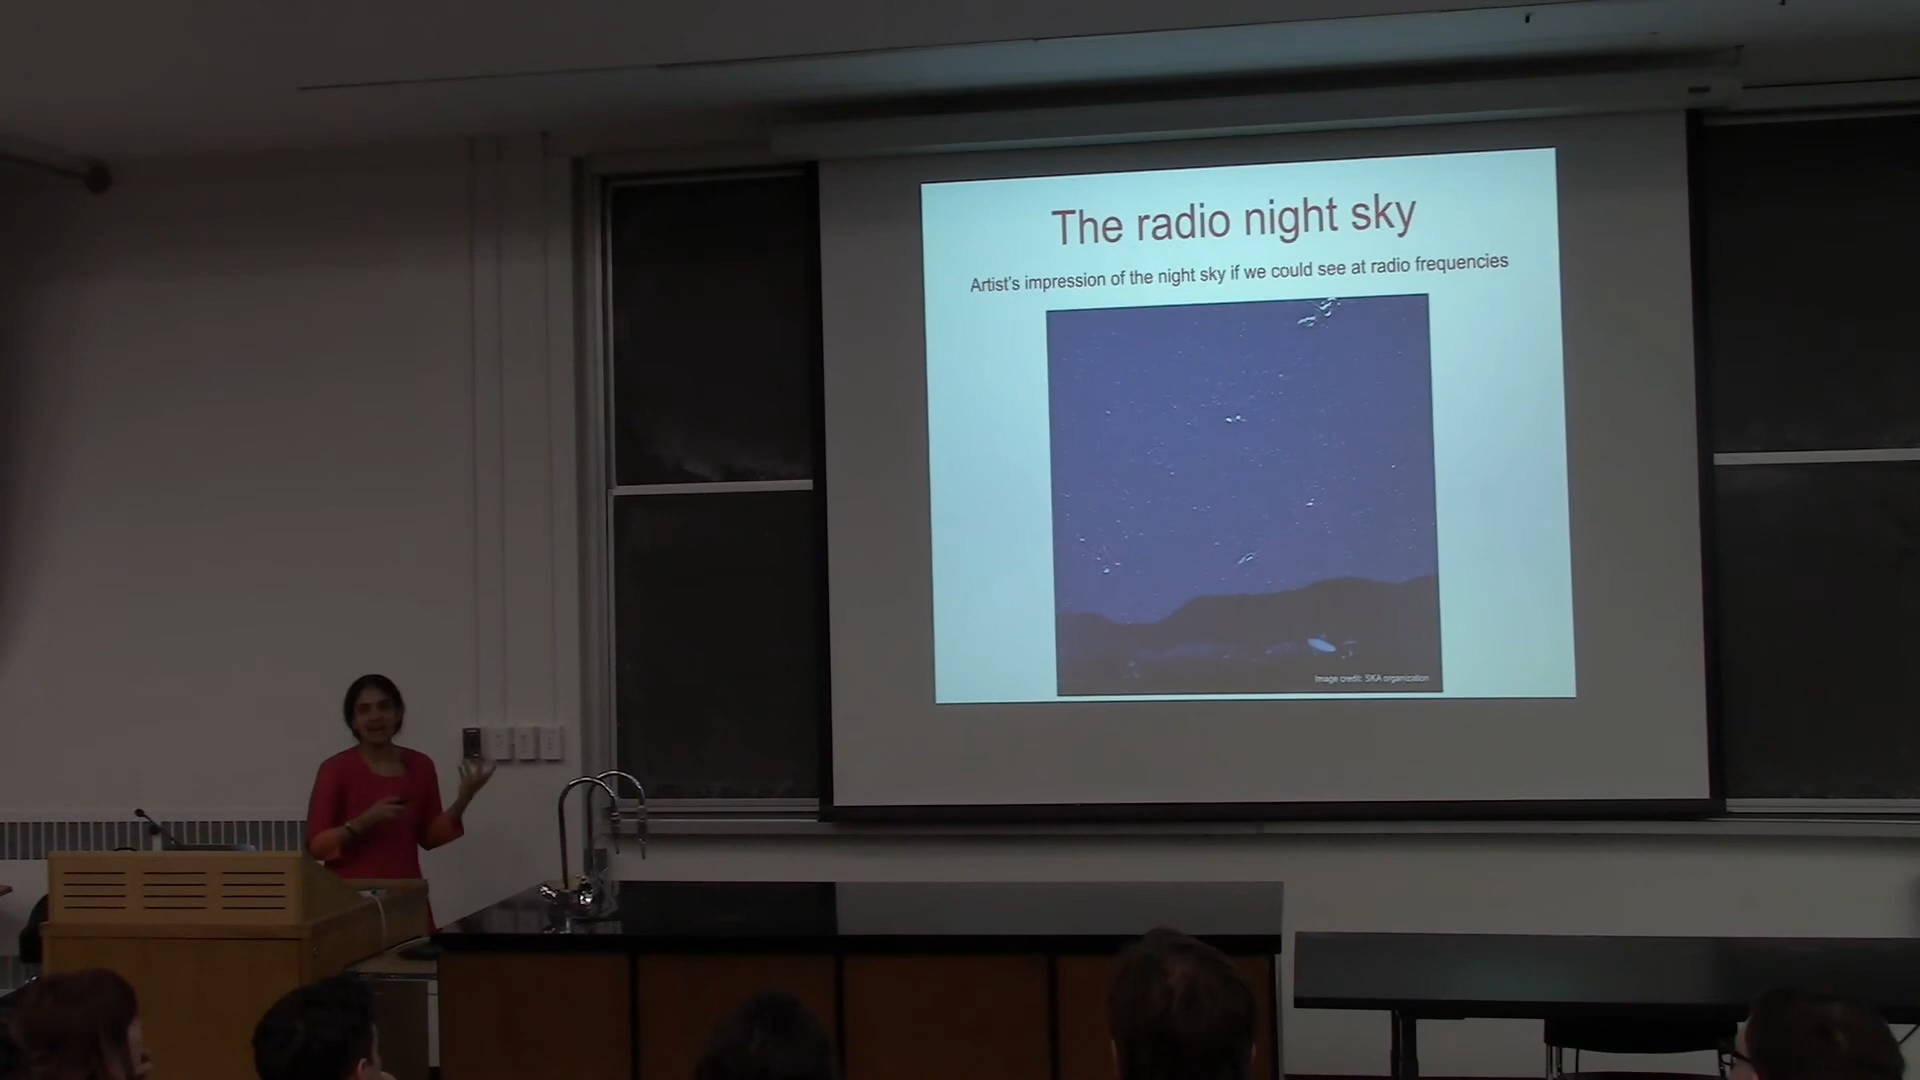 The radio night sky
Artist's impression of the night sky if we could see at radio frequencies
Image credit: SKA organization